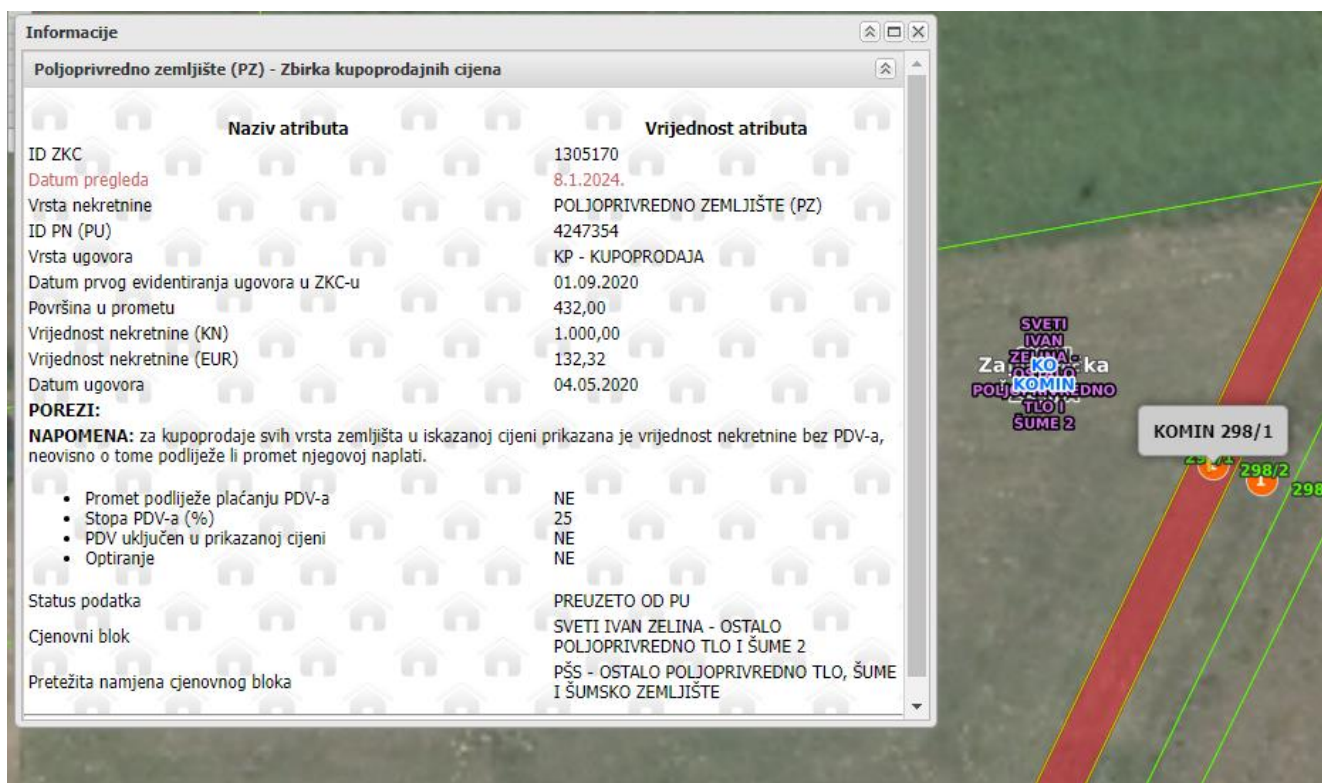 Informacije
Poljoprivredno zemljište (PZ) - Zbirka kupoprodajnih cijena
Naziv atributa Vrijednost atributa
ID ZKC 1305170
Datum pregleda 8.1.2024.
Vrsta nekretnine POLJOPRIVREDNO ZEMLJIŠTE (PZ)
ID PN (PU) 4247354
Vrsta ugovora KP - KUPOPRODAJA
Datum prvog evidentiranja ugovora u ZKC-u 01.09.2020
Površina u prometu 432,00
Vrijednost nekretnine (KN) 1.000,00
Vrijednost nekretnine (EUR) 132,32
Datum ugovora 04.05.2020
POREZI:
NAPOMENA: za kupoprodaje svih vrsta zemljišta u iskazanoj cijeni prikazana je vrijednost nekretnine bez PDV-a,
neovisno o tome podliježe li promet njegovoj naplati.
• Promet podliježe plaćanju PDV-a NE
• Stopa PDV-a (%) 25
• PDV uključen u prikazanoj cijeni NE
• Optiranje NE
Status podatka PREUZETO OD PU
Cjenovni blok SVETI IVAN ZELINA - OSTALO
POLJOPRIVREDNO TLO I ŠUME 2
Pretežita namjena cjenovnog bloka PŠS - OSTALO POLJOPRIVREDNO TLO, ŠUME
I ŠUMSKO ZEMLJIŠTE
SVETI
IVAN
KO
KOMIN
TLO I
ŠUME 2
KOMIN 298/1
298/2
298
1